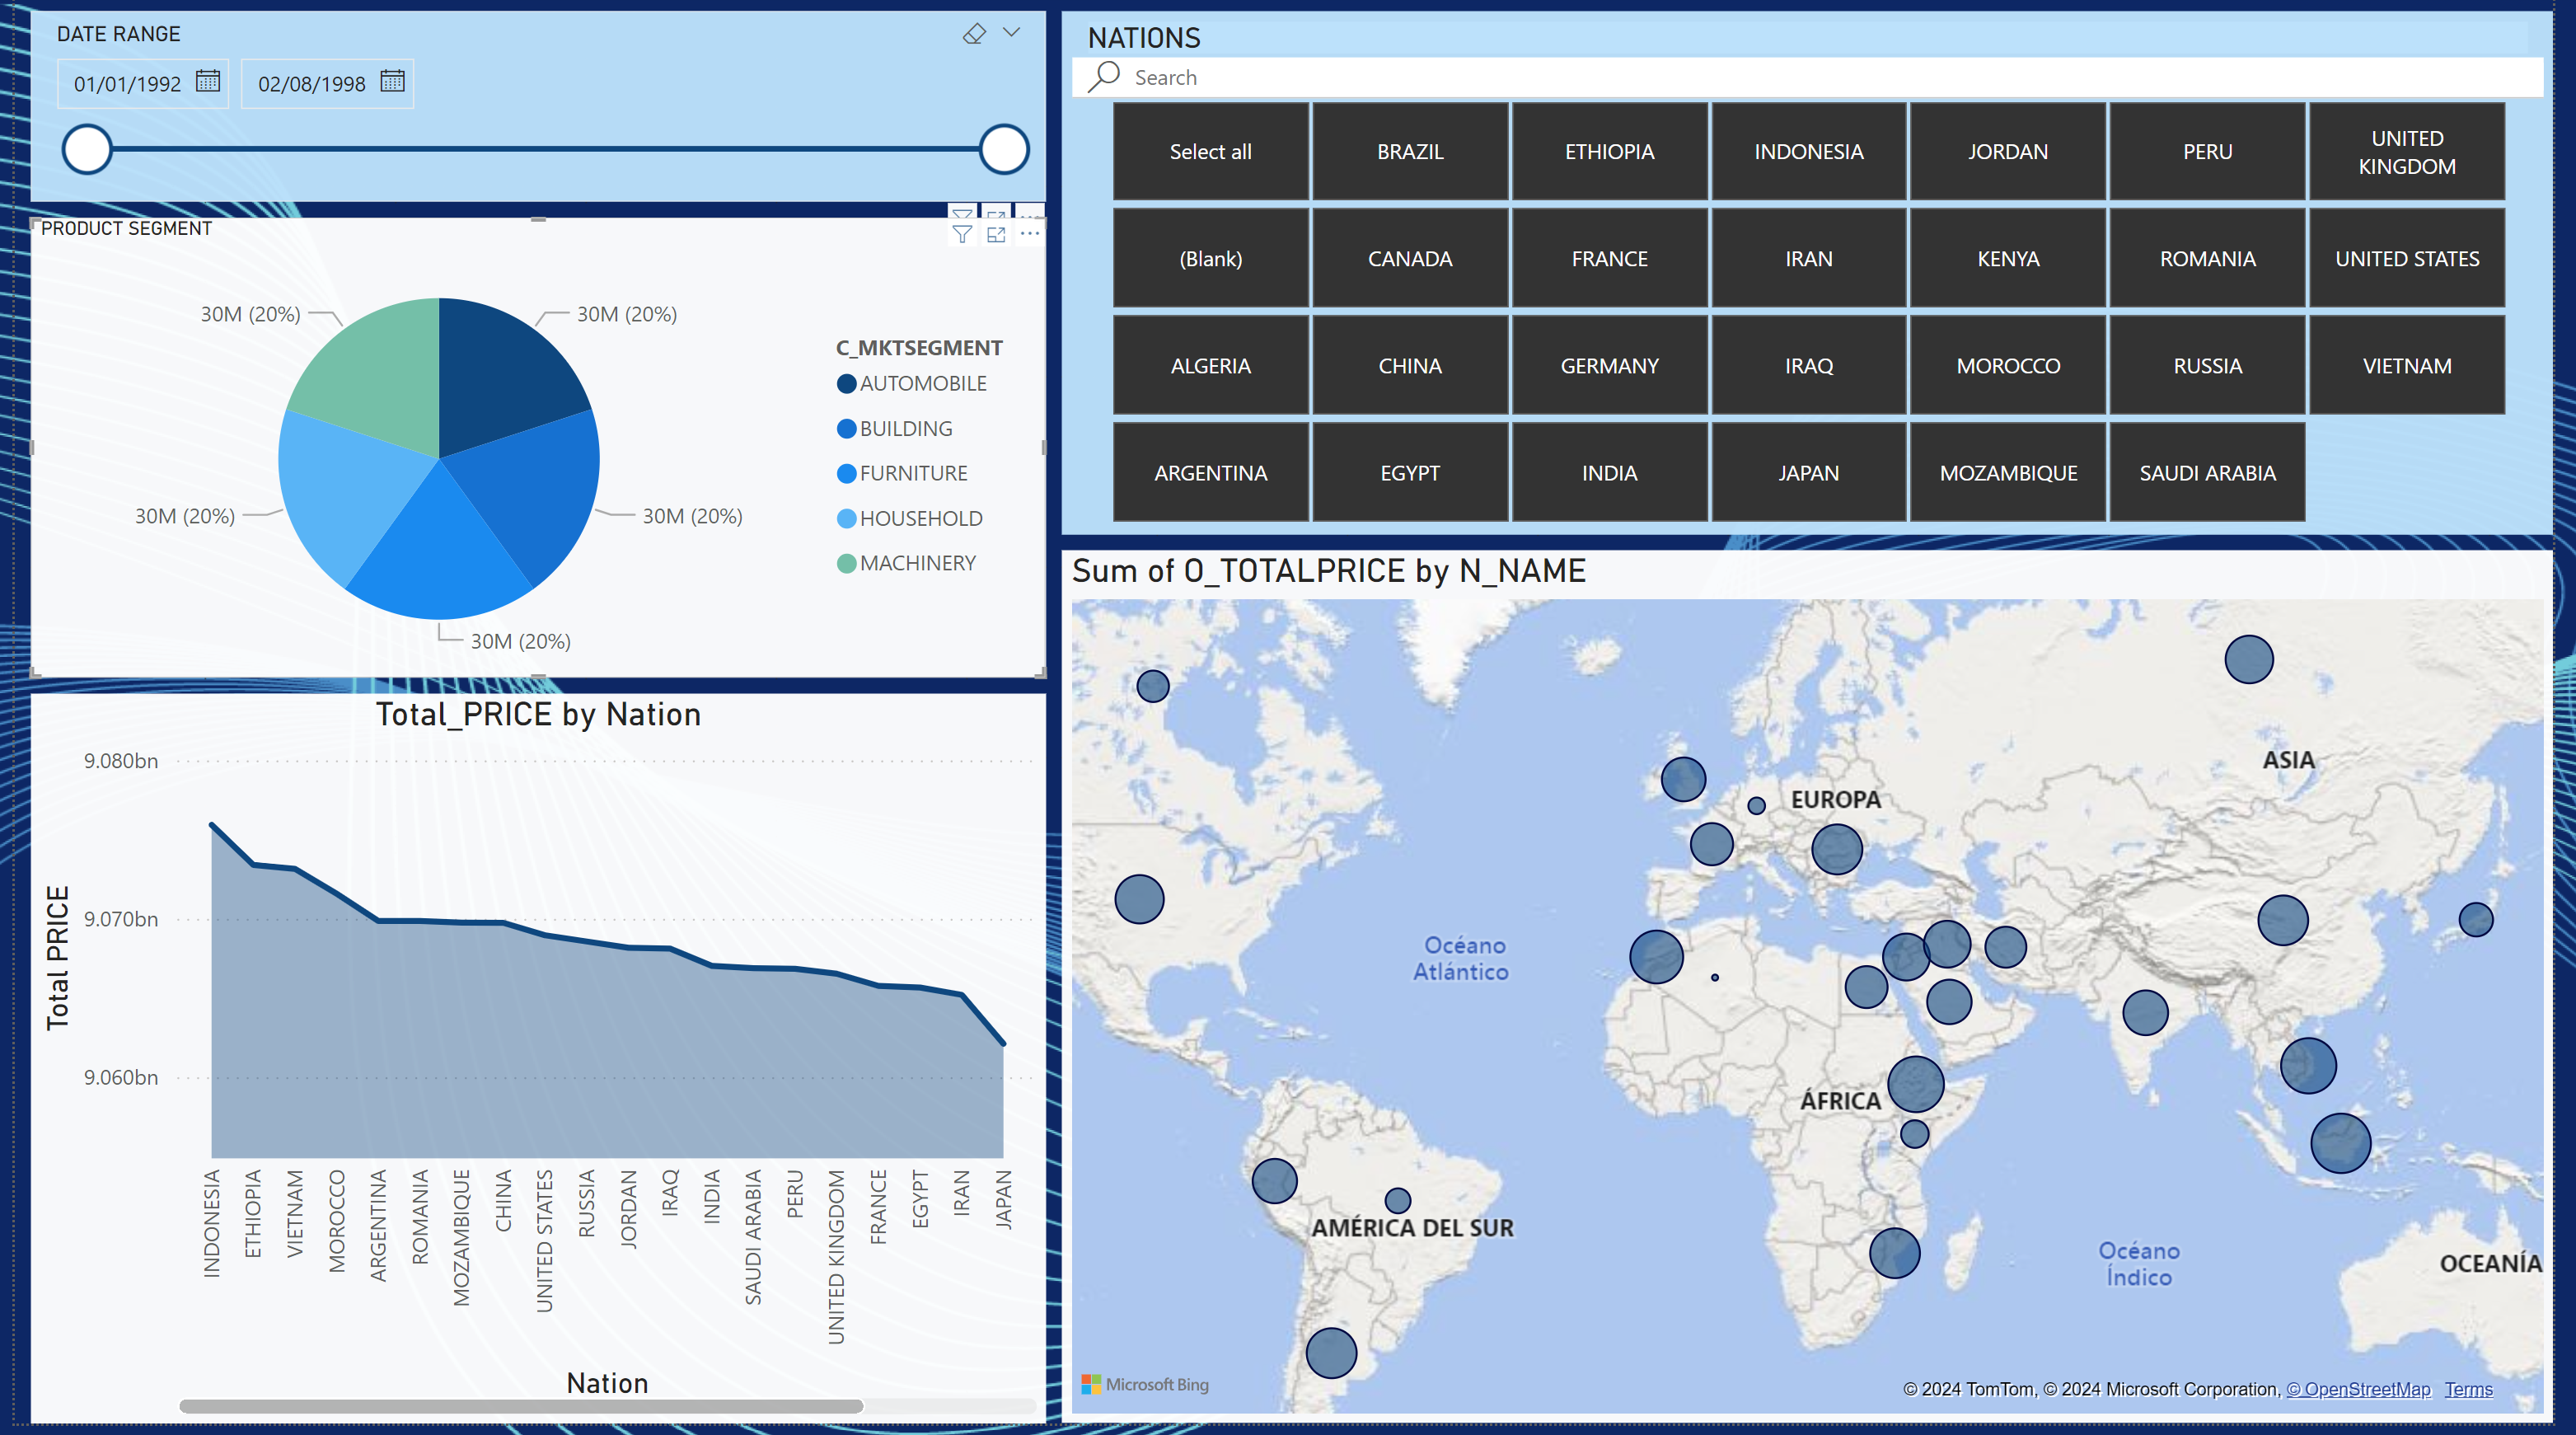 DATE RANGE
01/01/1992
02/08/1998
PRODUCT SEGMENT
30M (20%)
30M (20%)
30M (20%)
30M (20%)
30M (20%)
C_MKTSEGMENT
AUTOMOBILE
BUILDING
FURNITURE
HOUSEHOLD
MACHINERY
Total_PRICE by Nation
Total PRICE
9.080bn
9.070bn
9.060bn
INDONESIA
ETHIOPIA
VIETNAM
MOROCCO
ARGENTINA
ROMANIA
MOZAMBIQUE
CHINA
UNITED STATES
RUSSIA
JORDAN
IRAQ
INDIA
SAUDI ARABIA
PERU
UNITED KINGDOM
FRANCE
EGYPT
IRAN
JAPAN
Nation
NATIONS
Search
Select all
BRAZIL
ETHIOPIA
INDONESIA
JORDAN
PERU
UNITED
KINGDOM
(Blank)
CANADA
FRANCE
IRAN
KENYA
ROMANIA
UNITED STATES
ALGERIA
CHINA
GERMANY
IRAQ
MOROCCO
RUSSIA
VIETNAM
ARGENTINA
EGYPT
INDIA
JAPAN
MOZAMBIQUE
SAUDI ARABIA
Sum of O_TOTALPRICE by N_NAME
ASIA
EUROPA
Océano
Atlántico
ÁFRICA
AMÉRICA DEL SUR
Océano
Índico
OCEANÍA
Microsoft Bing
© 2024 TomTom, © 2024 Microsoft Corporation, © OpenStreetMap Terms